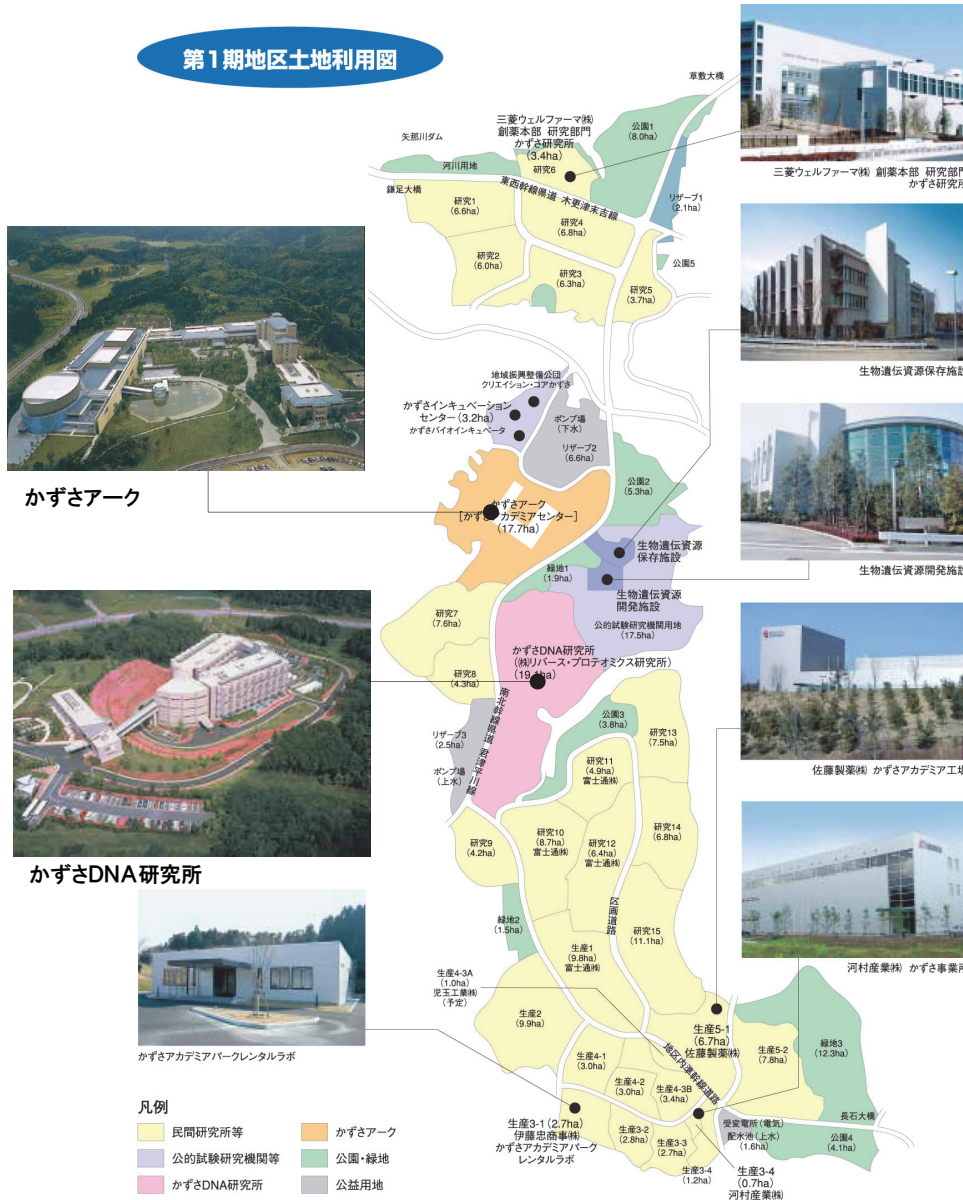 第1期地区土地利用図
草敷大橋
三菱ウェルファーマ㈱
創薬本部 研究部門
かずさ研究所
(3.4ha)
研究6
公園1
(8.0ha)
矢那川ダム
河川用地
鎌足大橋
東西幹線県道 木更津末吉線
リザーブ1
(2.1ha)
研究1
(6.6ha)
研究4
(6.8ha)
研究2
(6.0ha)
研究3
(6.3ha)
公園5
研究5
(3.7ha)
三菱ウェルファーマ㈱ 創薬本部 研究部門
かずさ研究所
生物遺伝資源保存施設
地域振興整備公団
クリエイション・コアかずさ
かずさインキュベーション
センター(3.2ha)
かずさバイオインキュベータ
ポンプ場
(下水)
リザーブ2
(6.6ha)
公園2
(5.3ha)
かずさアーク
かずさアーク
[かずさアカデミアセンター]
(17.7ha)
生物遺伝資源
保存施設
緑地1
(1.9ha)
生物遺伝資源
開発施設
公的試験研究機関用地
(17.5ha)
生物遺伝資源開発施設
研究7
(7.6ha)
研究8
(4.3ha)
かずさDNA研究所
(㈱リバース・プロテオミクス研究所)
(19.1ha)
南北幹線県道 君津平川線
リザーブ3
(2.5ha)
ポンプ場
(上水)
公園3
(3.8ha)
研究13
(7.5ha)
研究11
(4.9ha)
富士通㈱
佐藤製薬㈱ かずさアカデミア工場
研究9
(4.2ha)
研究10
(8.7ha)
富士通㈱
研究12
(6.4ha)
富士通㈱
研究14
(6.8ha)
かずさDNA研究所
区画道路
緑地2
(1.5ha)
研究15
(11.1ha)
生産1
(9.8ha)
富士通㈱
河村産業㈱ かずさ事業所
生産4-3A
(1.0ha)
児玉工業㈱
(予定)
生産2
(9.9ha)
生産5-1
(6.7ha)
佐藤製薬㈱
生産5-2
(7.8ha)
緑地3
(12.3ha)
かずさアカデミアパークレンタルラボ
地区内準幹線道路
生産4-1
(3.0ha)
生産4-2
(3.0ha)
生産4-3B
(3.4ha)
長石大橋
生産3-1(2.7ha)
伊藤忠商事㈱
かずさアカデミアパーク
レンタルラボ
生産3-2
(2.8ha)
生産3-3
(2.7ha)
生産3-4
(1.2ha)
生産3-4
(0.7ha)
河村産業㈱
受変電所(電気)
配水池(上水)
(1.6ha)
公園4
(4.1ha)
凡例
民間研究所等
公的試験研究機関等
かずさDNA研究所
かずさアーク
公園・緑地
公益用地